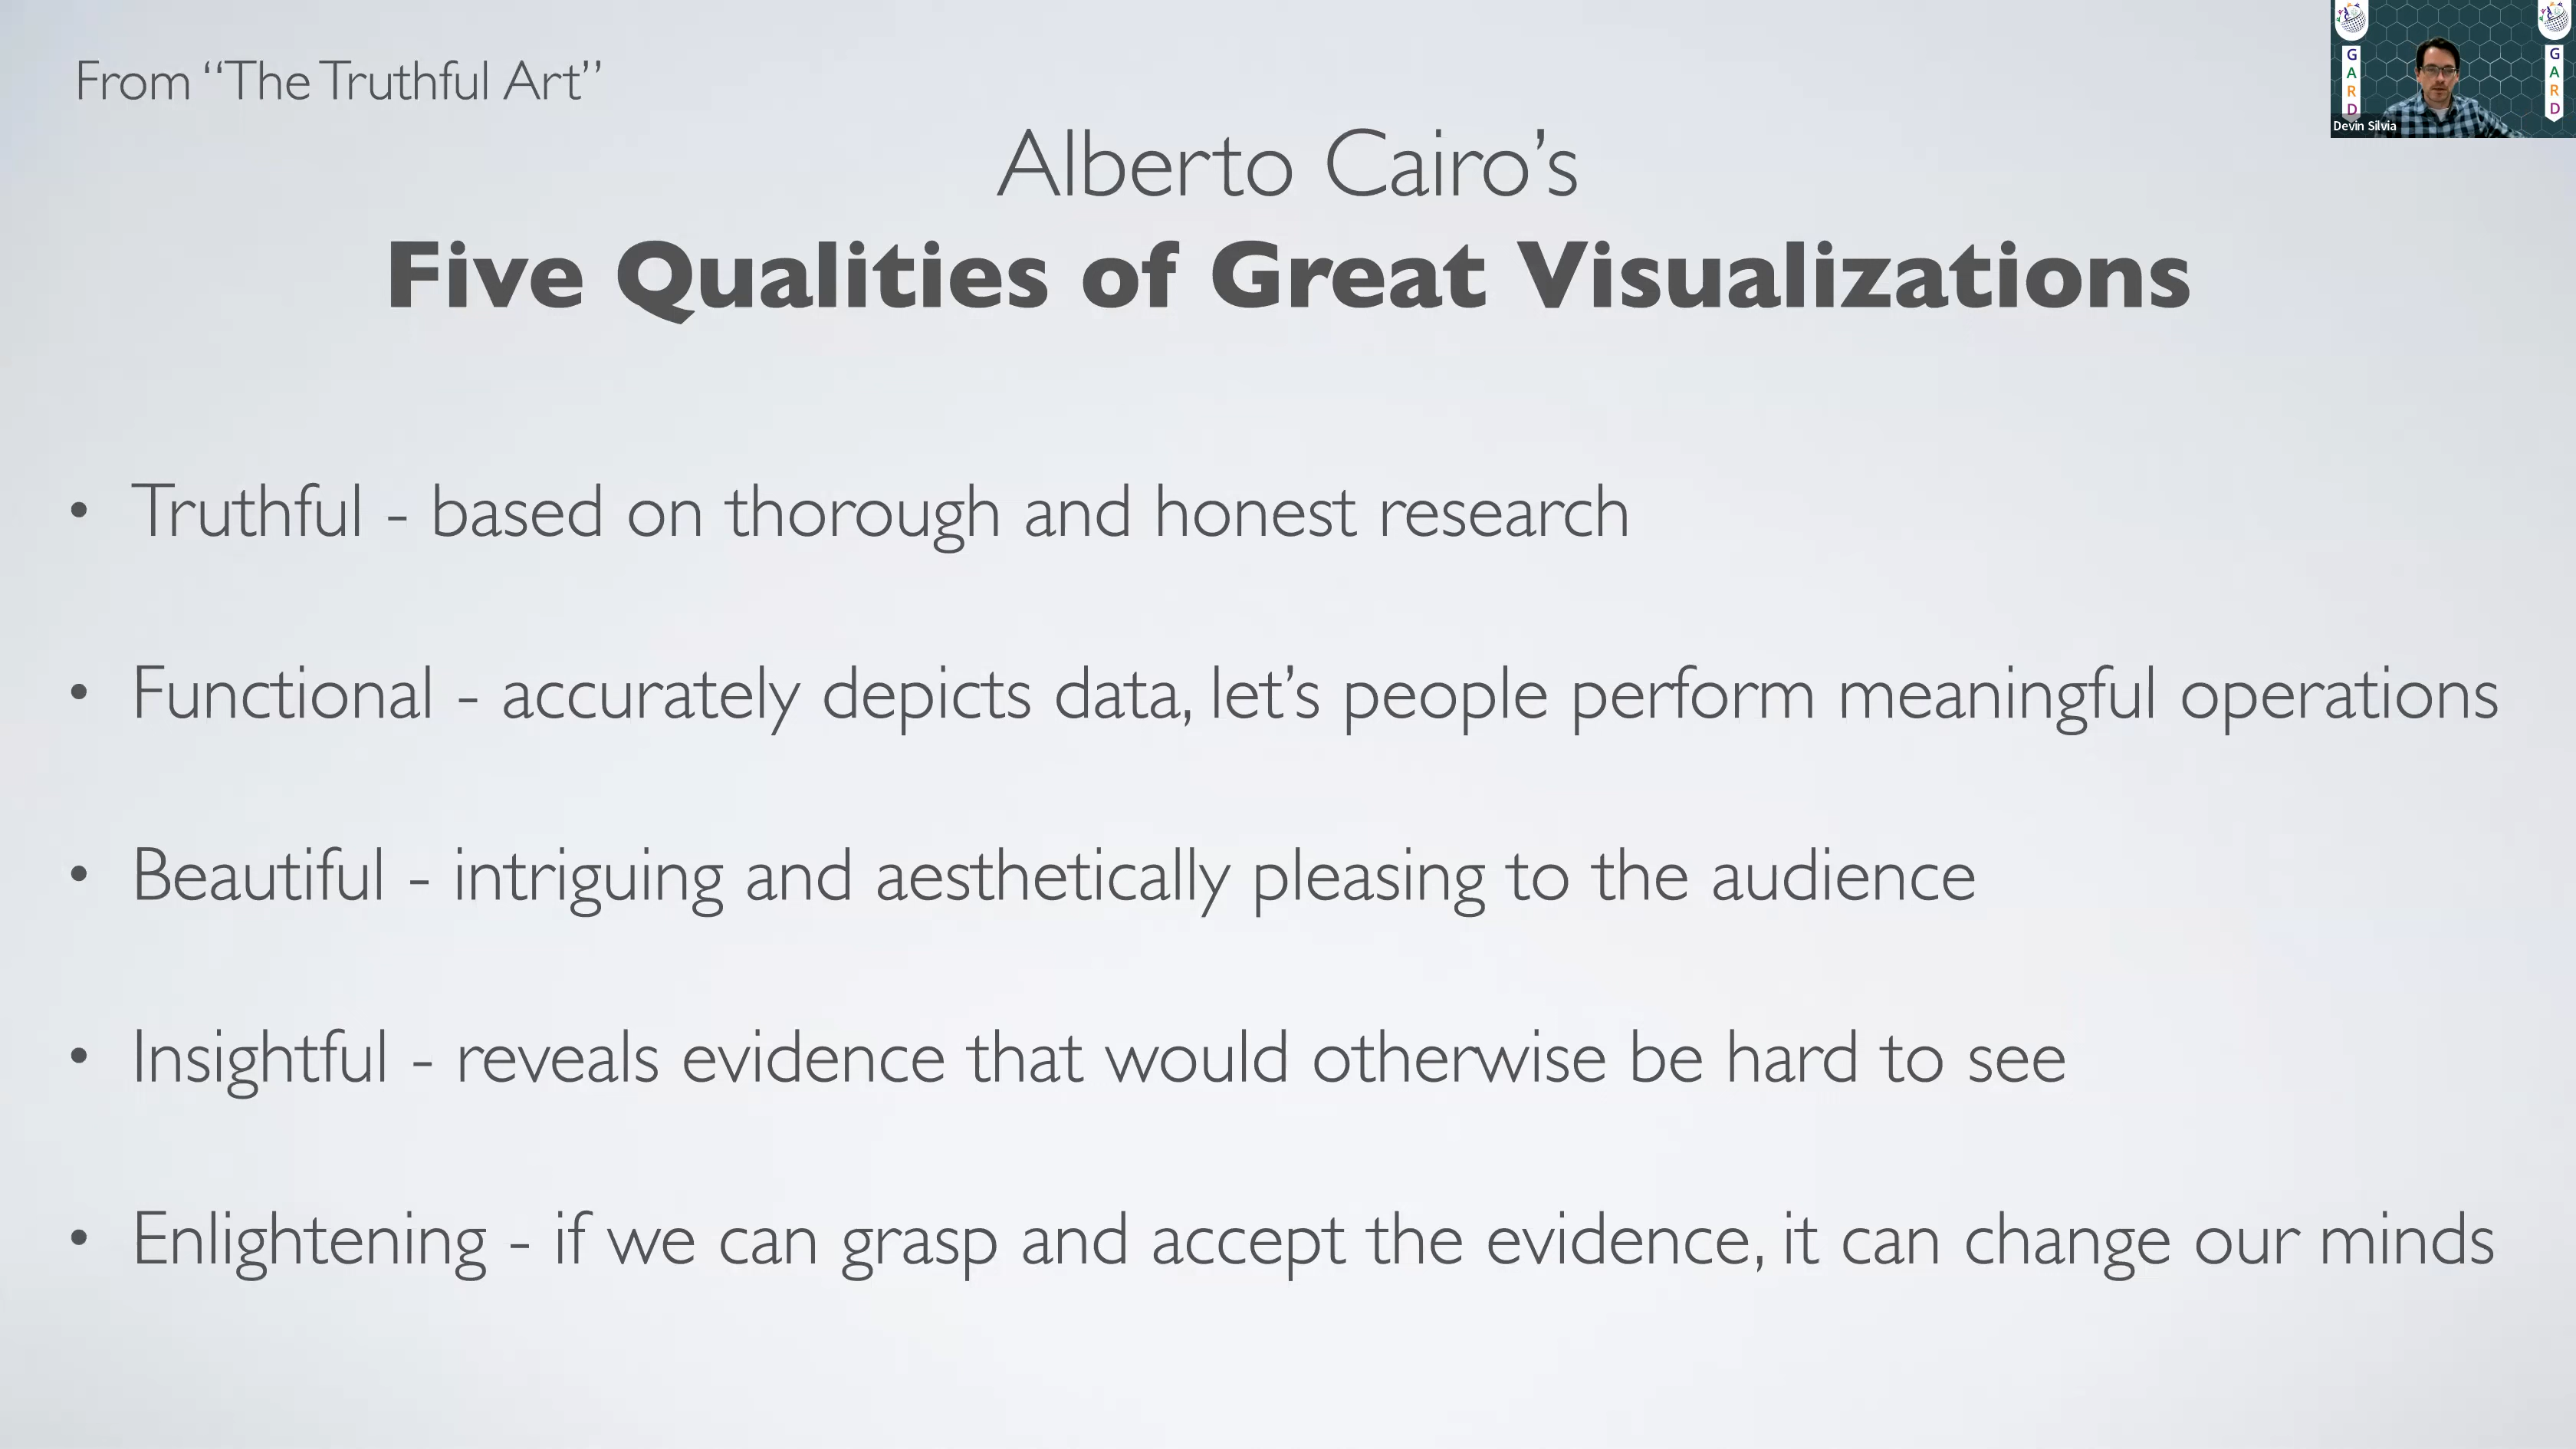 From “The Truthful Art”
Alberto Cairo’s
Five Qualities of Great Visualizations
• Truthful - based on thorough and honest research
• Functional - accurately depicts data, let’s people perform meaningful operations
• Beautiful - intriguing and aesthetically pleasing to the audience
• Insightful - reveals evidence that would otherwise be hard to see
• Enlightening - if we can grasp and accept the evidence, it can change our minds
G
A
R
D
G
A
R
D
Devin Silvia